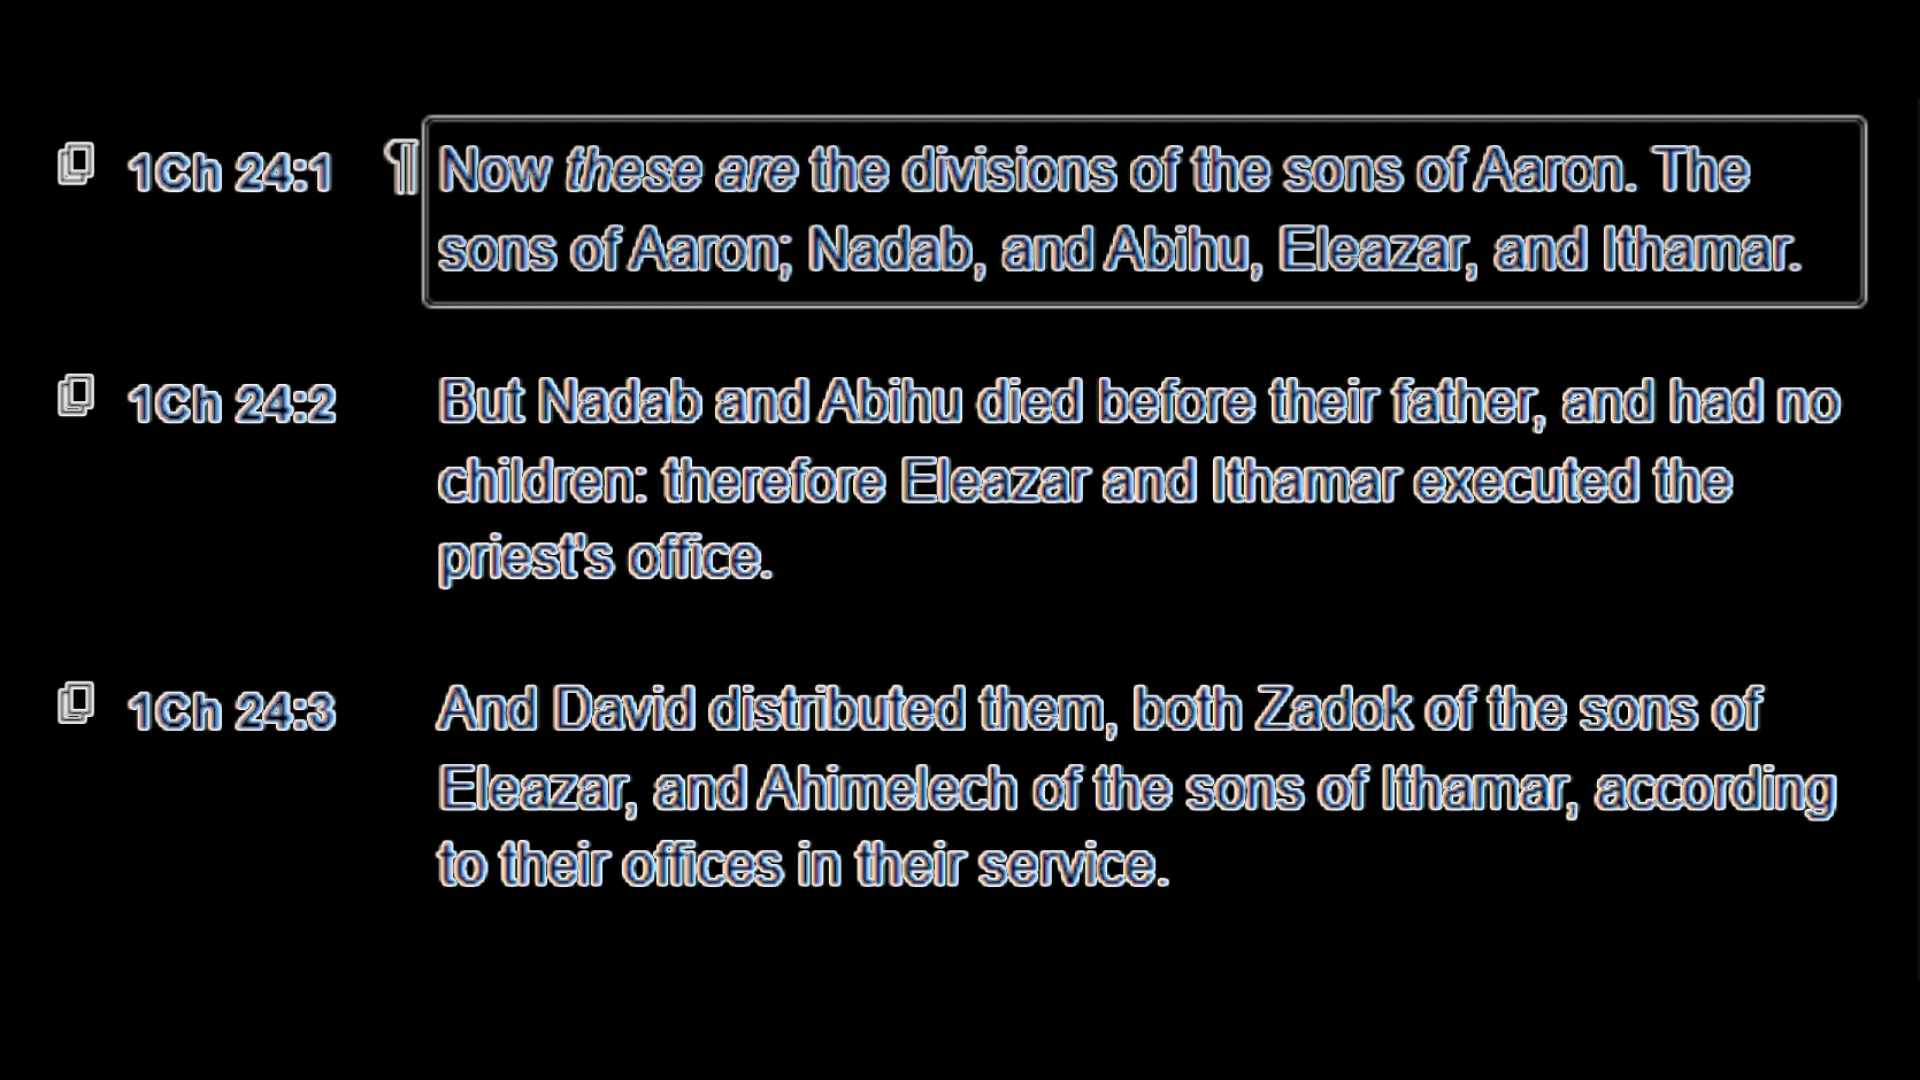 1Ch 24:1 ¶ Now these are the divisions of the sons of Aaron. The
sons of Aaron; Nadab, and Abihu, Eleazar, and Ithamar.
1Ch 24:2 But Nadab and Abihu died before their father, and had no
children: therefore Eleazar and Ithamar executed the
priest's office.
1Ch 24:3 And David distributed them, both Zadok of the sons of
Eleazar, and Ahimelech of the sons of Ithamar, according
to their offices in their service.